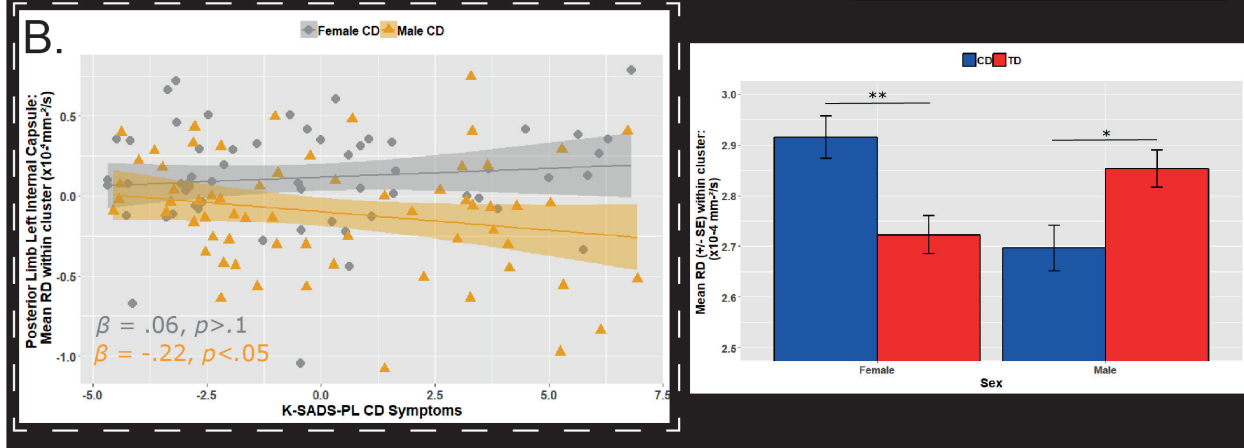 B.
Female CD Male CD
Posterior Limb Left Internal Capsule:
Mean RD within cluster (x10⁻⁴mm⁻²/s)
0.5
0.0
-0.5
-1.0
β = .06, p>.1
β = -.22, p<.05
-5.0 -2.5 0.0 2.5 5.0 7.5
K-SADS-PL CD Symptoms
CD TD
Mean RD (+/- SE) within cluster:
(x10-4 mm-²/s)
3.0
2.9
2.8
2.7
2.6
2.5
**
*
Female Male
Sex